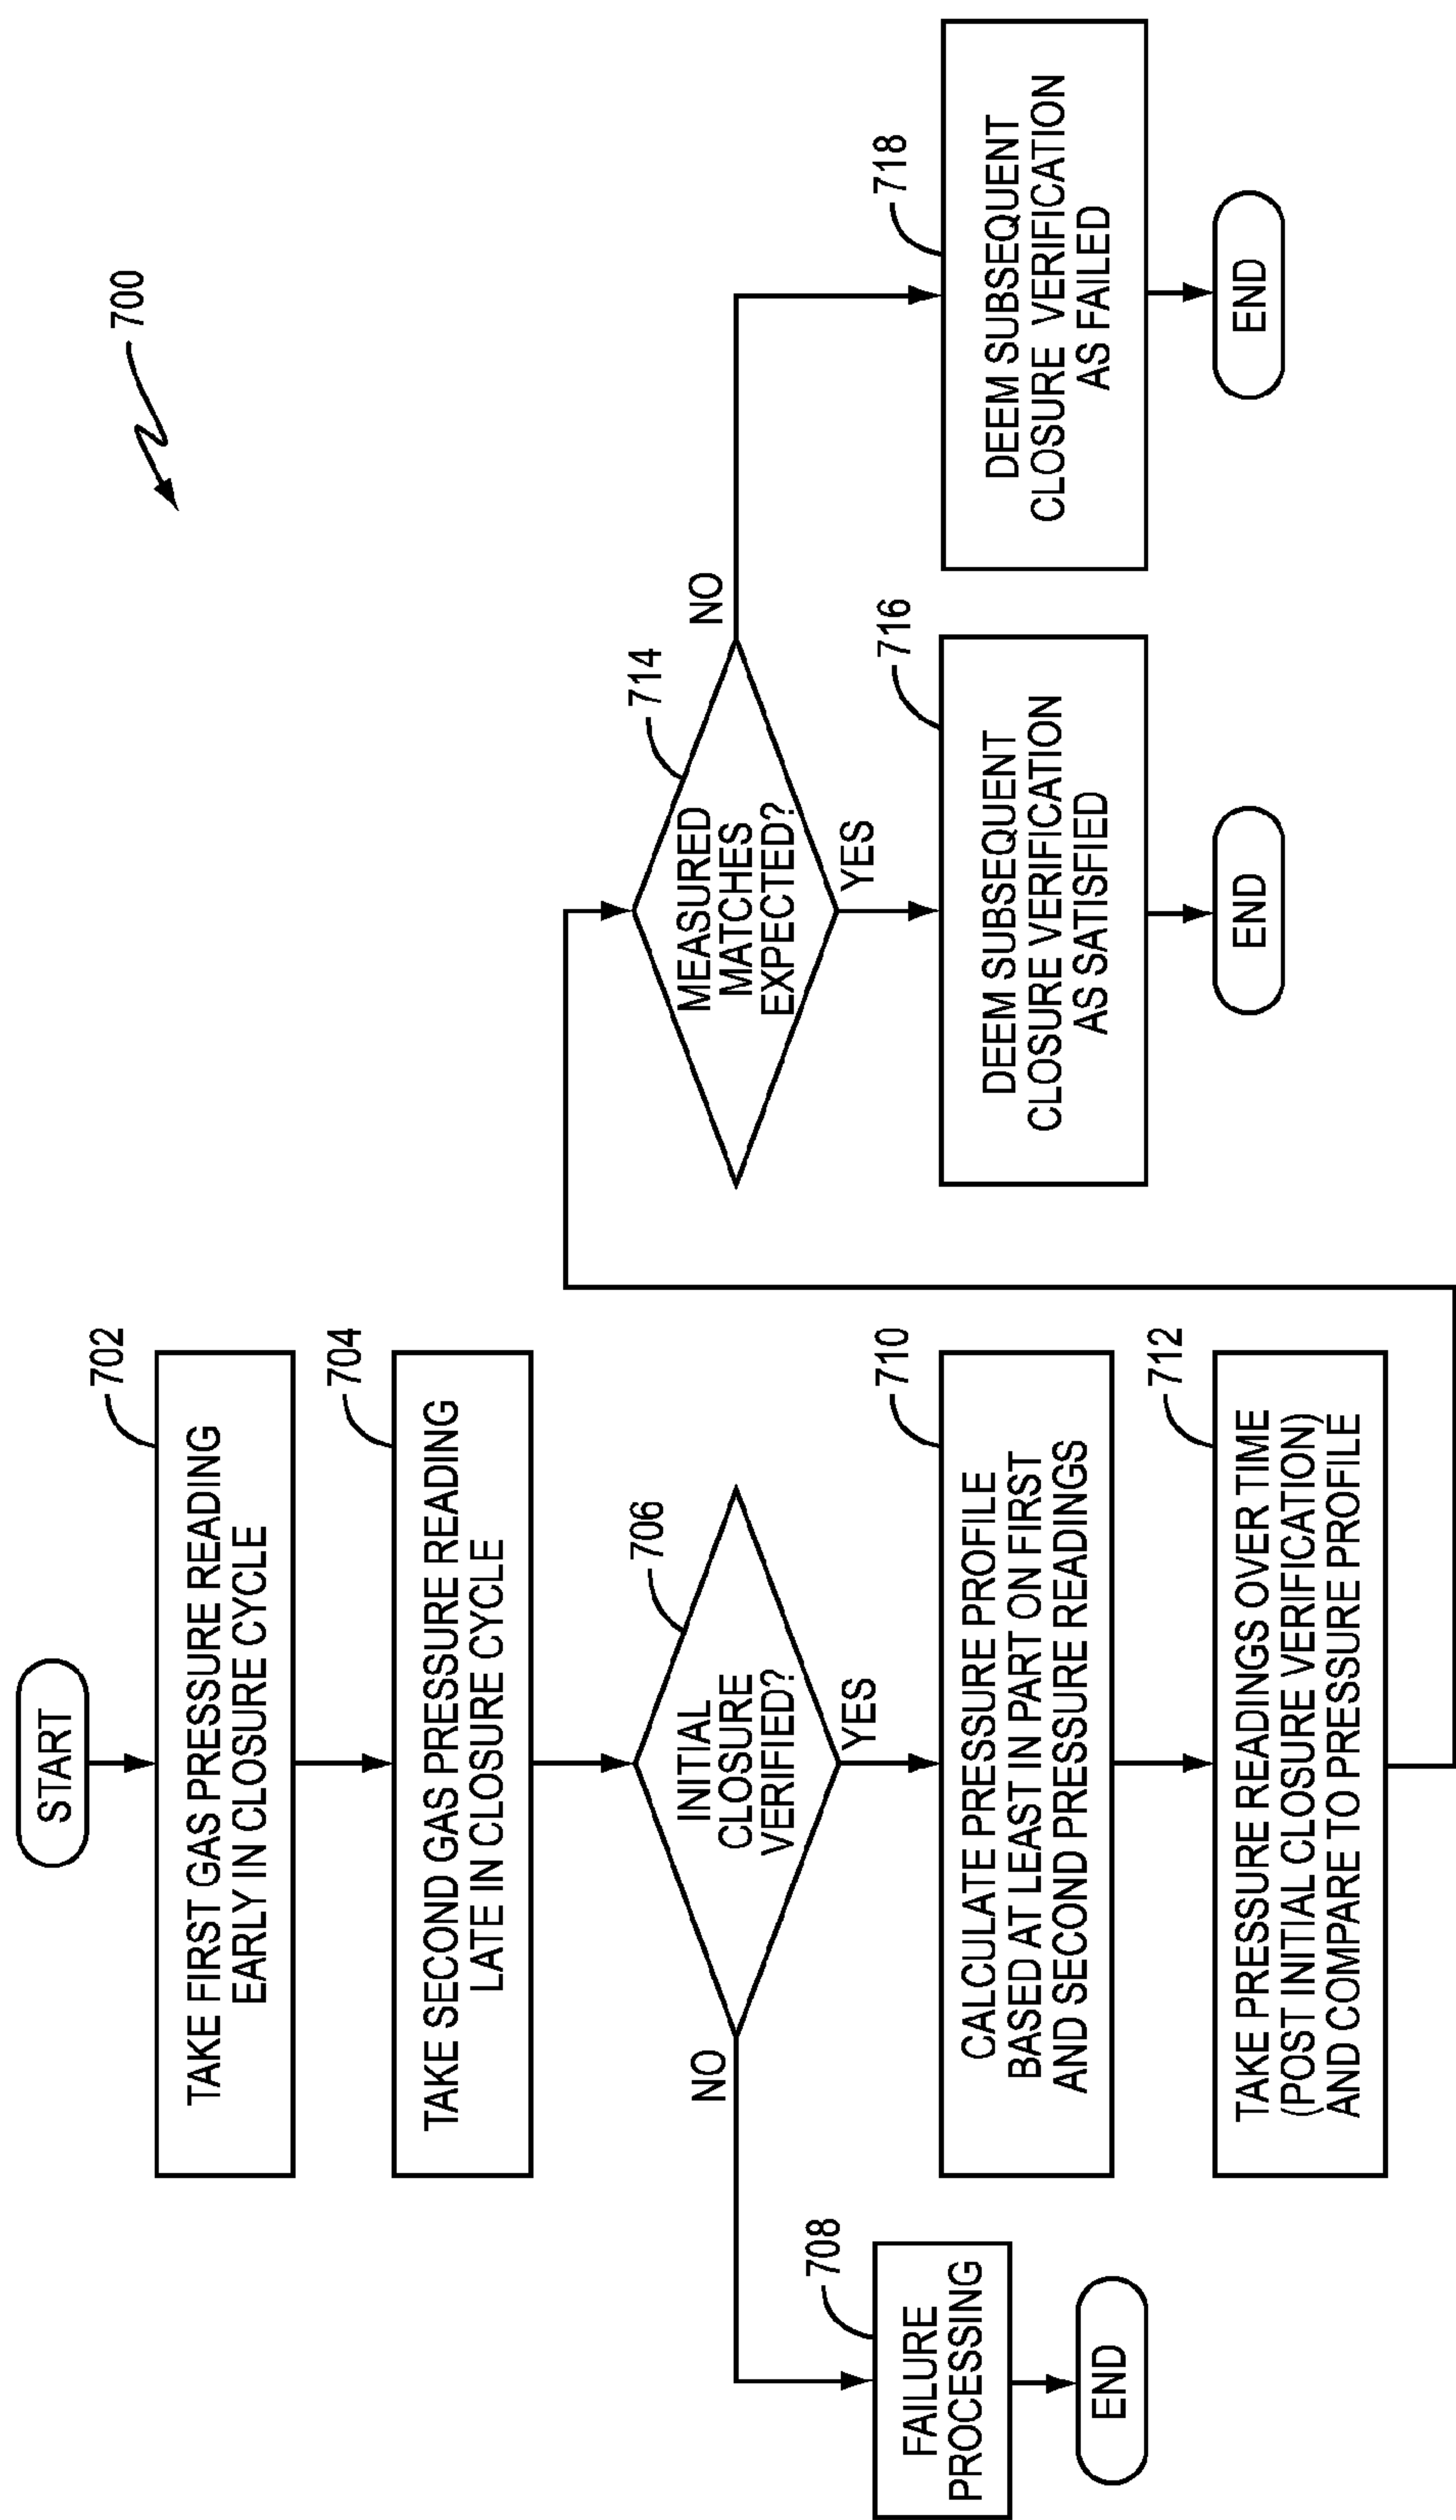 700
START
702
TAKE FIRST GAS PRESSURE READING
EARLY IN CLOSURE CYCLE
704
TAKE SECOND GAS PRESSURE READING
LATE IN CLOSURE CYCLE
706
INITIAL
CLOSURE
VERIFIED?
NO
YES
708
FAILURE
PROCESSING
END
710
CALCULATE PRESSURE PROFILE
BASED AT LEAST IN PART ON FIRST
AND SECOND PRESSURE READINGS
712
TAKE PRESSURE READINGS OVER TIME
(POST INITIAL CLOSURE VERIFICATION)
AND COMPARE TO PRESSURE PROFILE
714
MEASURED
MATCHES
EXPECTED?
NO
YES
716
DEEM SUBSEQUENT
CLOSURE VERIFICATION
AS SATISFIED
END
718
DEEM SUBSEQUENT
CLOSURE VERIFICATION
AS FAILED
END